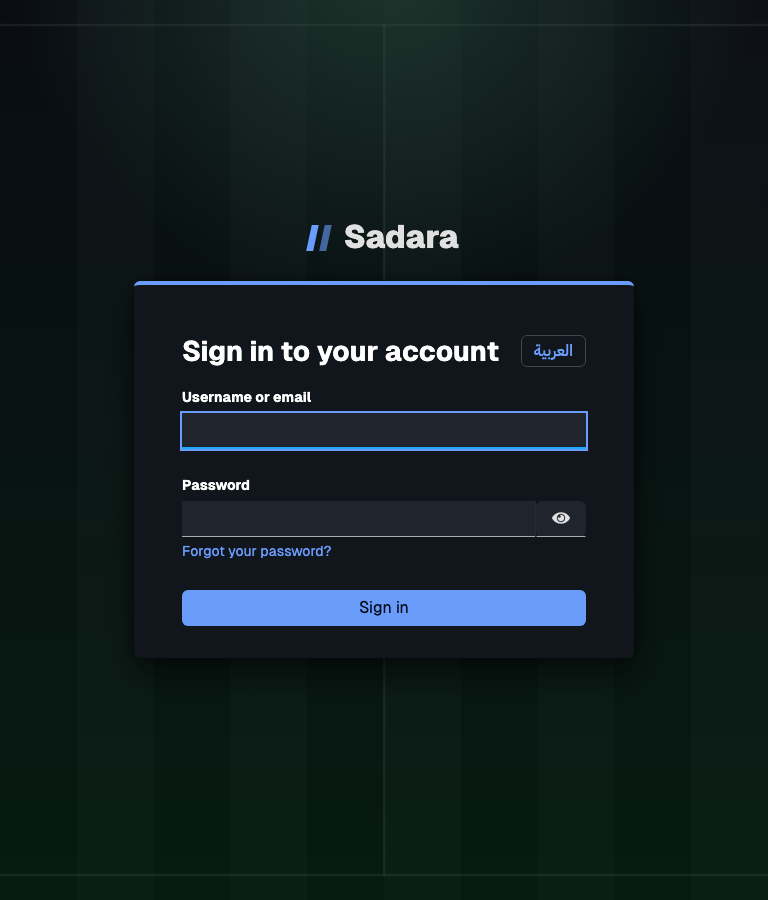 Sadara
Sign in to your account
العربية
Username or email
Password
Forgot your password?
Sign in